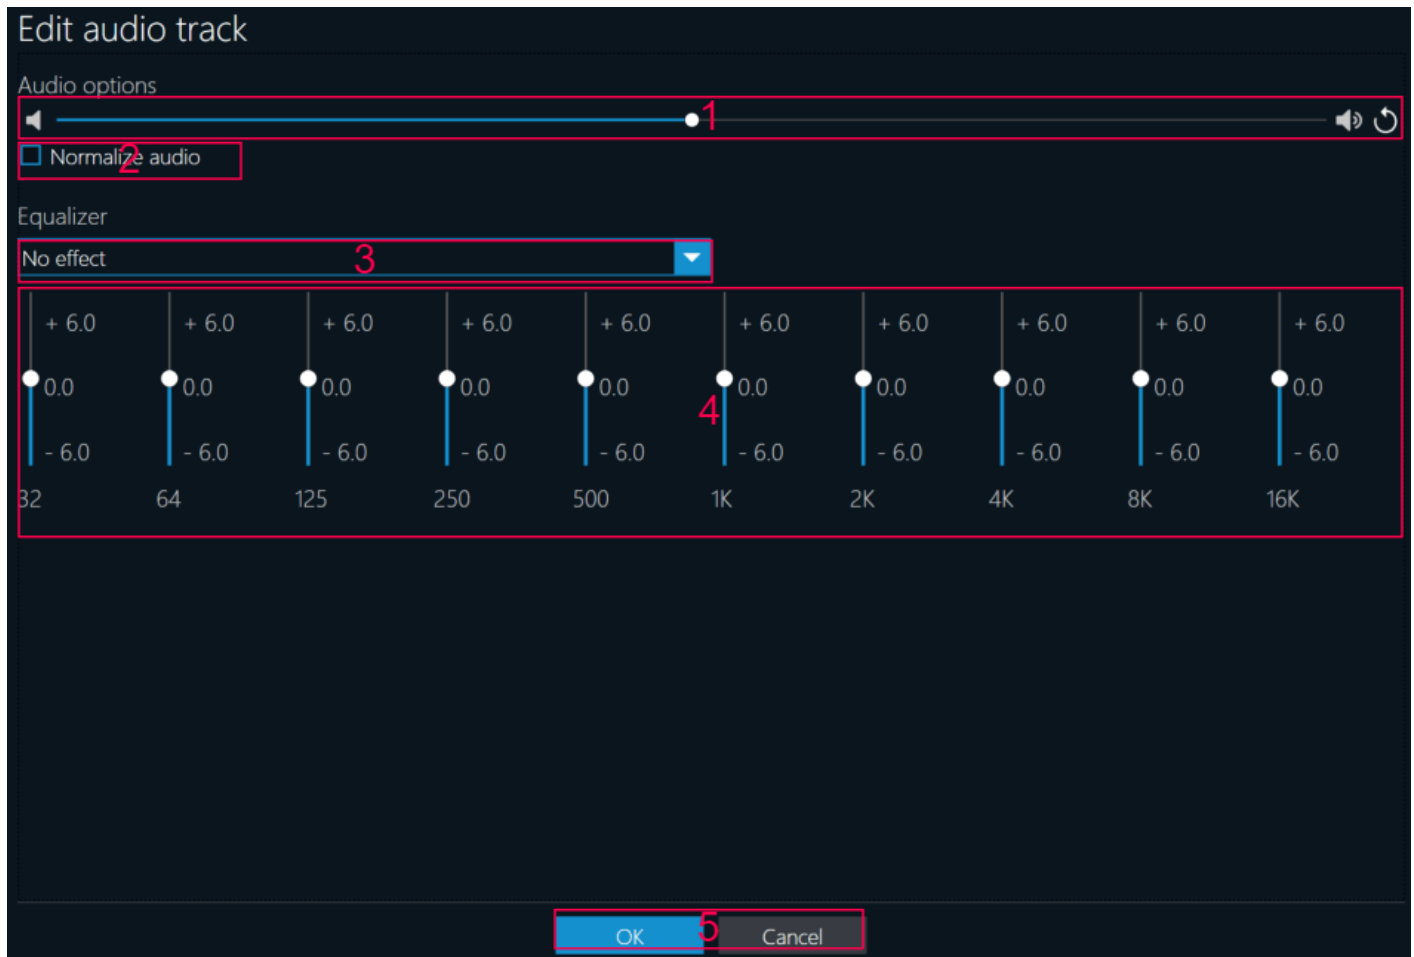 Edit audio track
Audio options
1
Normalize audio
2
Equalizer
No effect
3
+ 6.0 + 6.0 + 6.0 + 6.0 + 6.0 + 6.0 + 6.0 + 6.0 + 6.0 + 6.0
0.0 0.0 0.0 0.0 0.0 0.0 0.0 0.0 0.0 0.0
4
- 6.0 - 6.0 - 6.0 - 6.0 - 6.0 - 6.0 - 6.0 - 6.0 - 6.0 - 6.0
32 64 125 250 500 1K 2K 4K 8K 16K
OK 5 Cancel